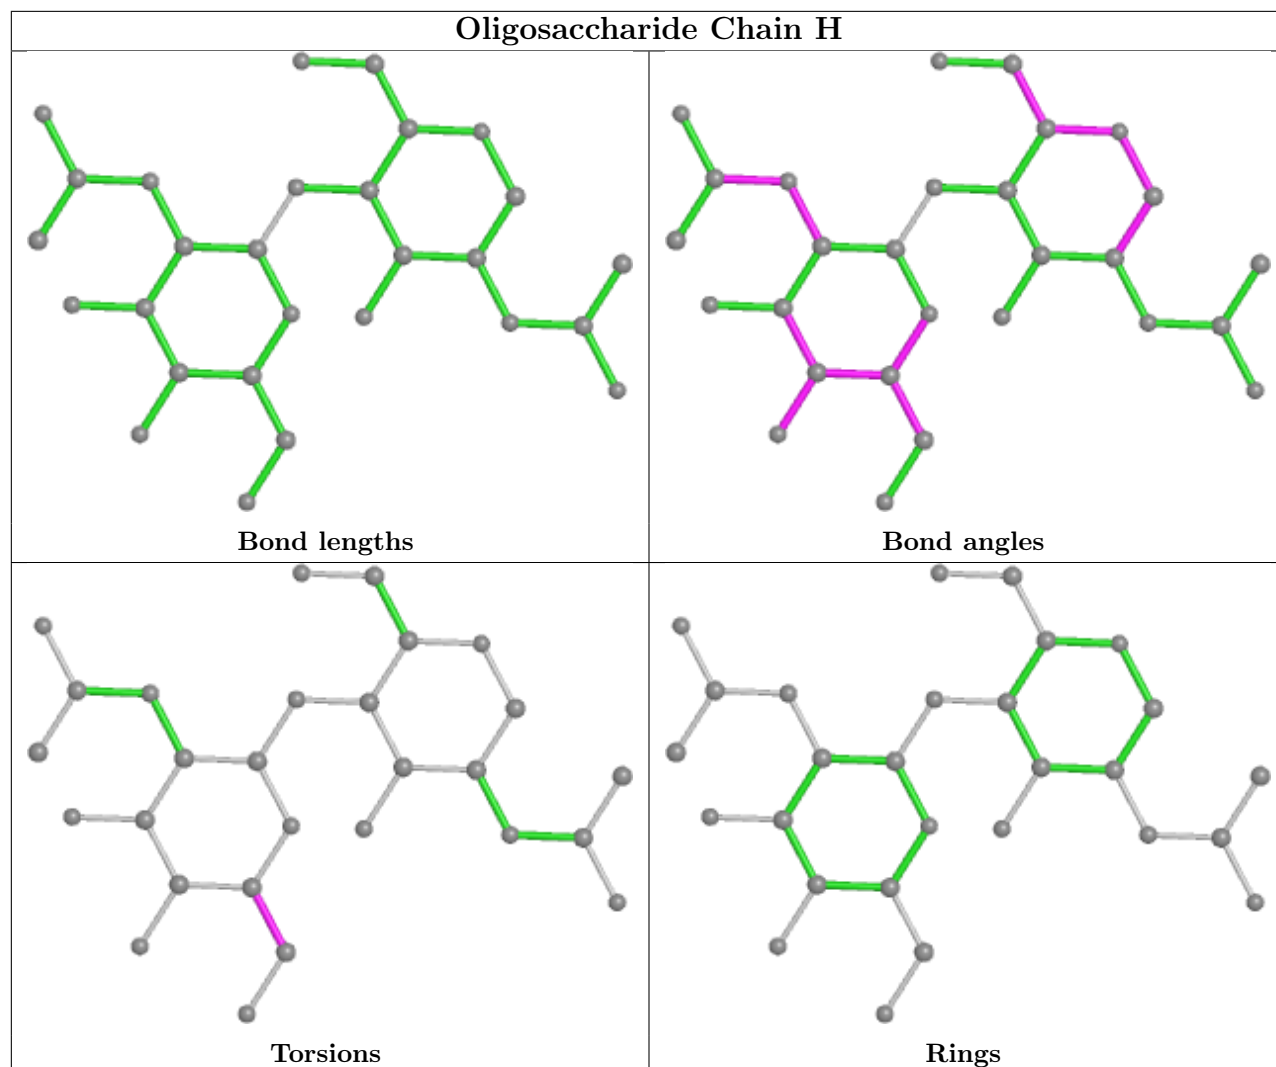 Oligosaccharide Chain H
Bond lengths
Bond angles
Torsions
Rings